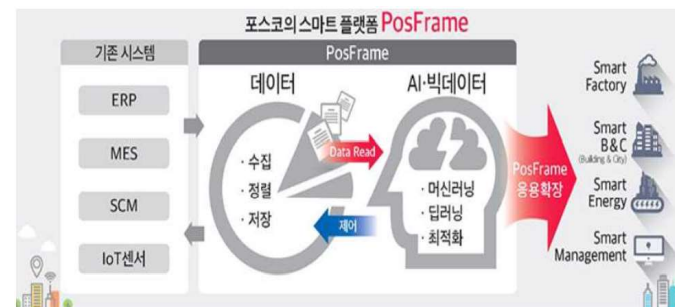 포스코의 스마트 플랫폼 PosFrame
기존 시스템
ERP
MES
SCM
IoT센서
PosFrame
데이터
· 수집
· 정렬
· 저장
Data Read
제어
AI·빅데이터
· 머신러닝
· 딥러닝
· 최적화
PosFrame
응용확장
Smart
Factory
Smart
B&C
(Building & City)
Smart
Energy
Smart
Management